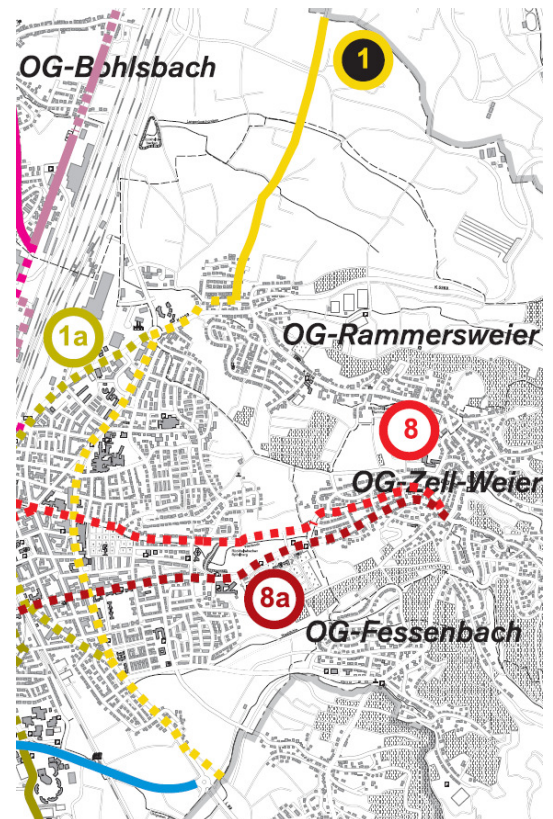 OG-Bohlsbach
1
1a
OG-Rammersweier
8
OG-Zell-Weier
8a
OG-Fessenbach